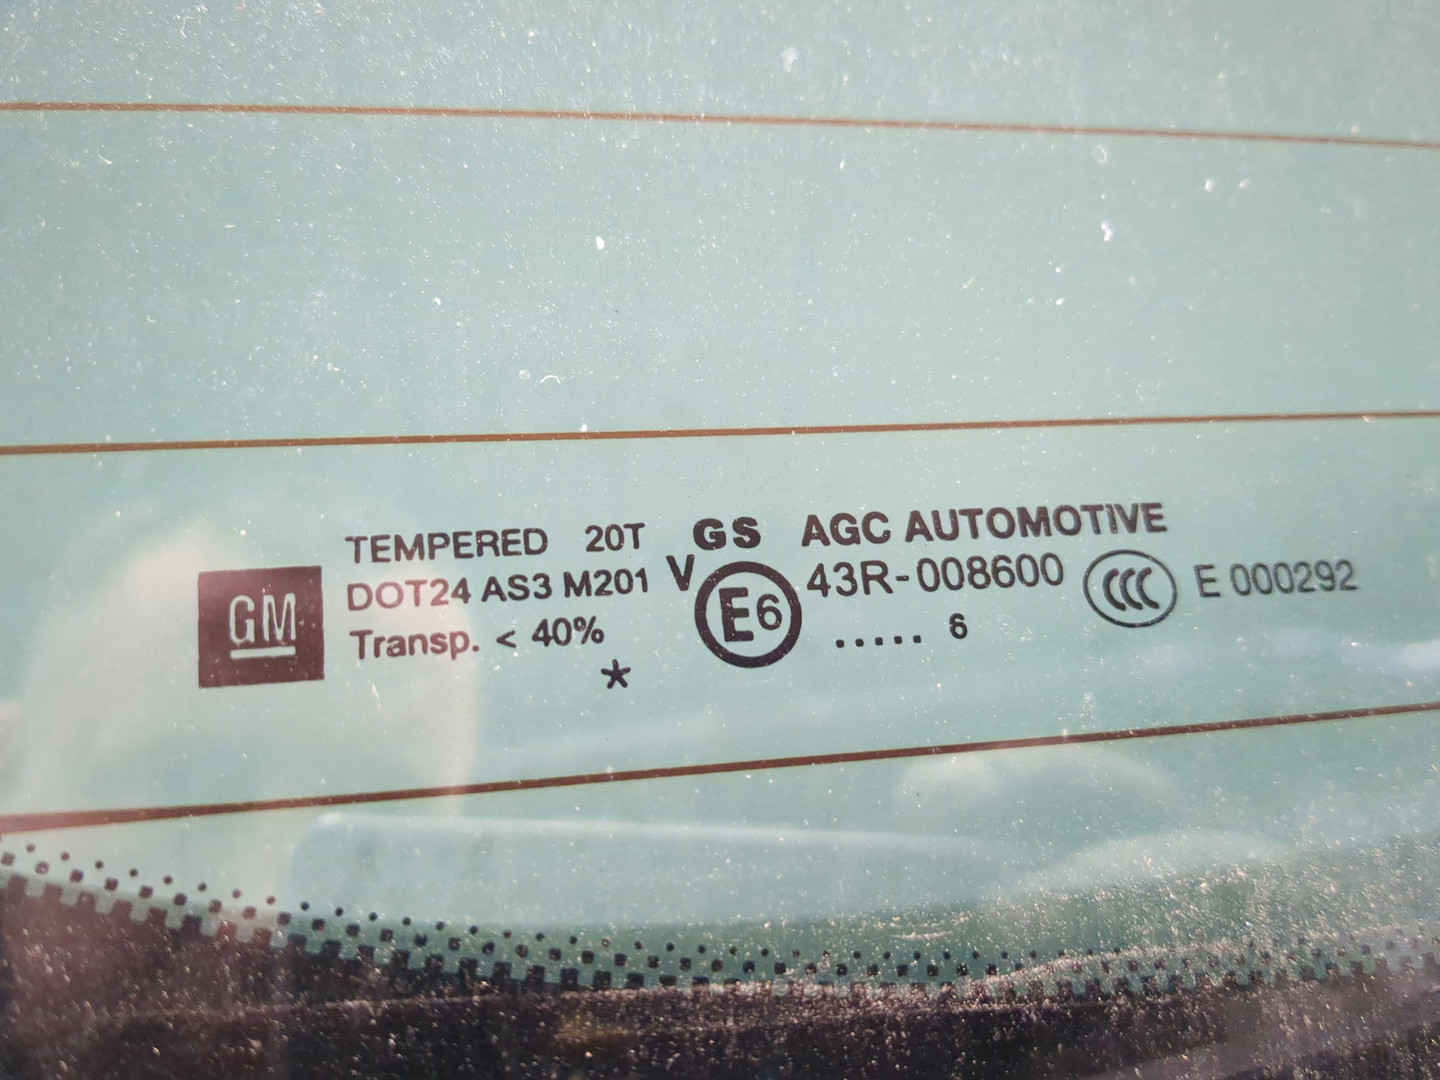 GM
TEMPERED 20T GS AGC AUTOMOTIVE
DOT24 AS3 M201 V E6 43R-008600 CCC E 000292
Transp. < 40% ..... 6
*